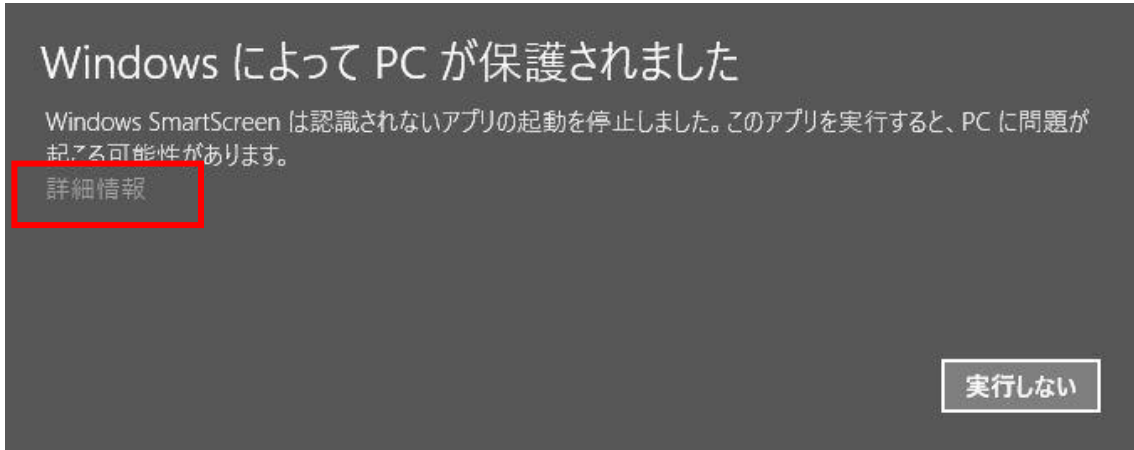 Windows によって PC が保護されました
Windows SmartScreen は認識されないアプリの起動を停止しました。このアプリを実行すると、PC に問題が
起こる可能性があります。
詳細情報
実行しない